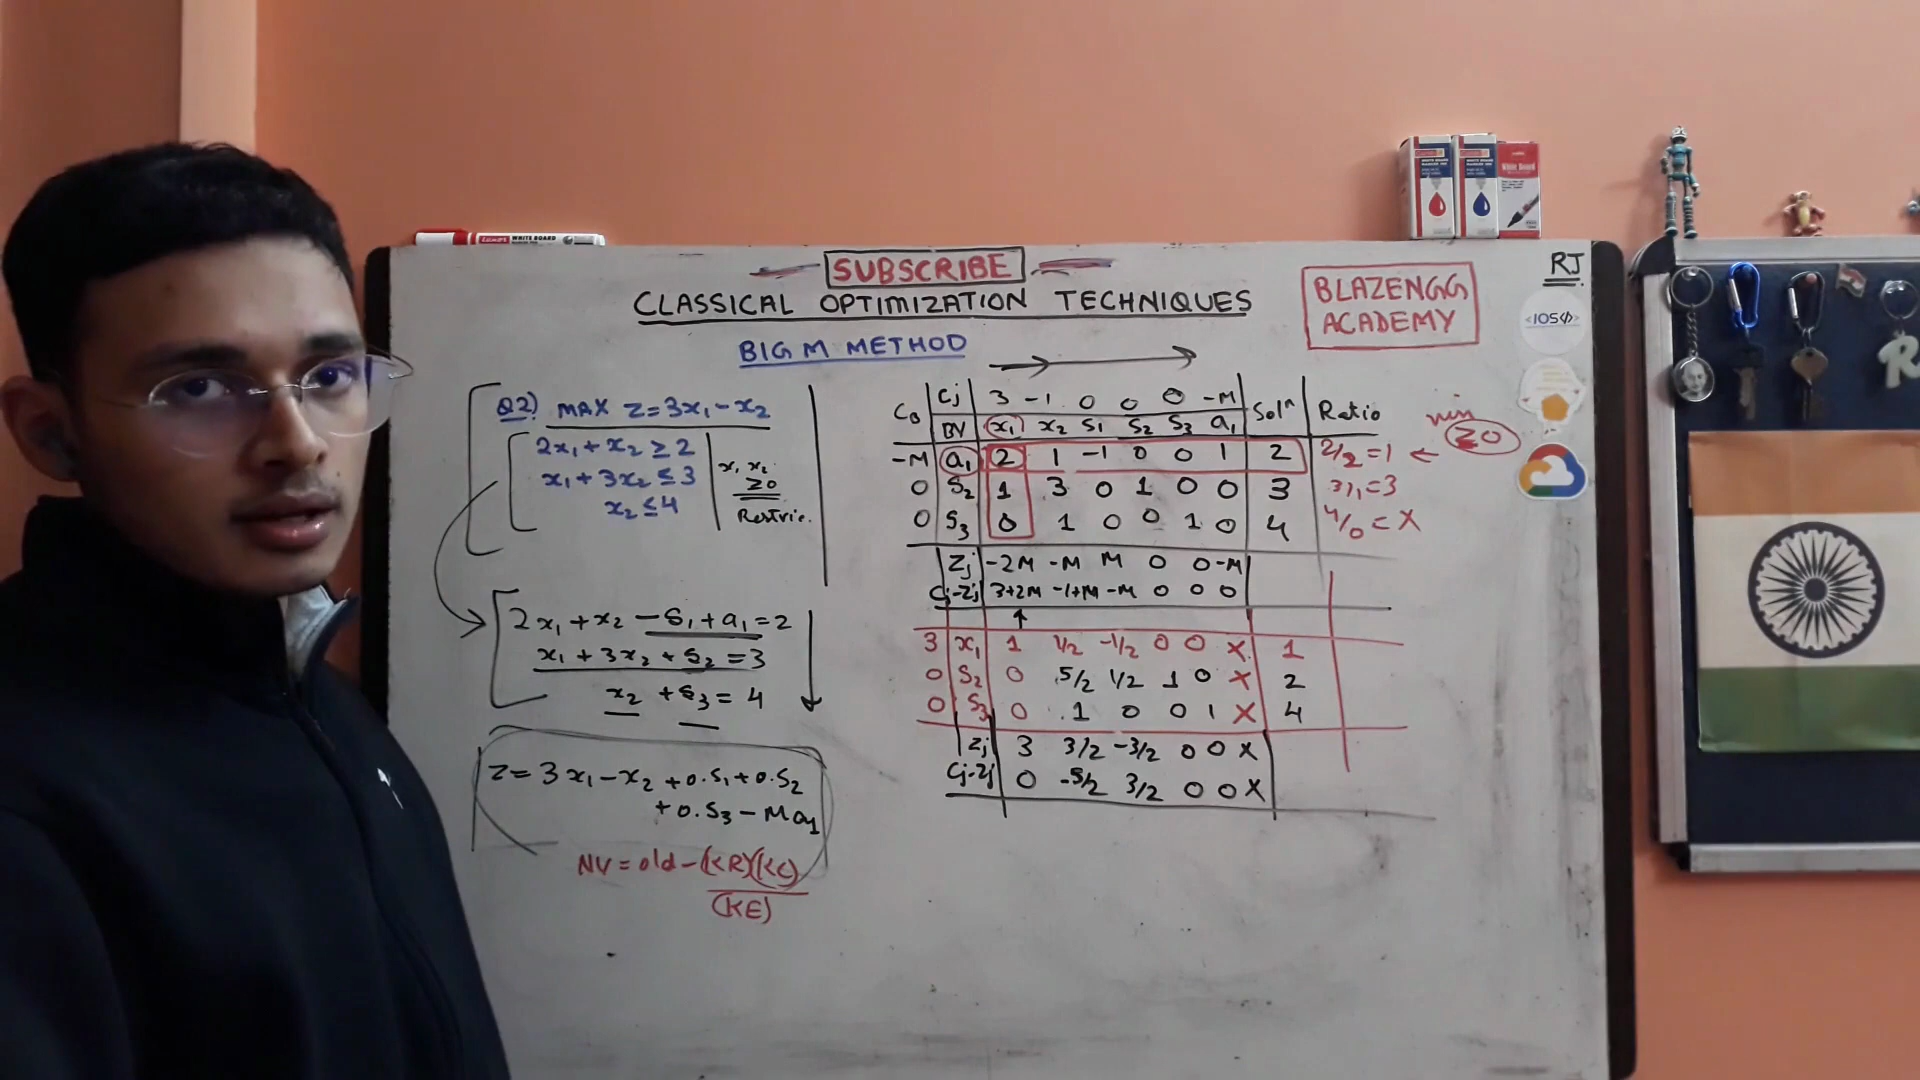 SUBSCRIBE
CLASSICAL OPTIMIZATION TECHNIQUES
BIG M METHOD
BLAZENGG
ACADEMY
RJ
<IOS>
WHITE BOARD
Q2) MAX Z=3x₁-x₂
2x₁+x₂≥2
x₁+3x₂≤3
x₂≤4
x₁ x₂
≥0
Restric.
2x₁+x₂-S₁+a₁=2
x₁+3x₂+S₂=3
x₂+S₃=4
Z=3x₁-x₂+0.S₁+0.S₂
+0.S₃-Ma₁
NV=old-(KR)(KC)
(KE)
CB Cj 3 -1 0 0 0 -M Solⁿ Ratio
BV x₁ x₂ S₁ S₂ S₃ a₁
min
≥0
-M a₁ 2 1 -1 0 0 1 2 2/2=1←
0 S₂ 1 3 0 1 0 0 3 3/1=3
0 S₃ 0 1 0 0 1 0 4 4/0=X
Zj -2M -M M 0 0 -M
Cj-Zj 3+2M -1+M -M 0 0 0
3 x₁ 1 1/2 -1/2 0 0 X 1
0 S₂ 0 5/2 1/2 1 0 X 2
0 S₃ 0 1 0 0 1 X 4
Zj 3 3/2 -3/2 0 0 X
Cj-Zj 0 -5/2 3/2 0 0 X
R